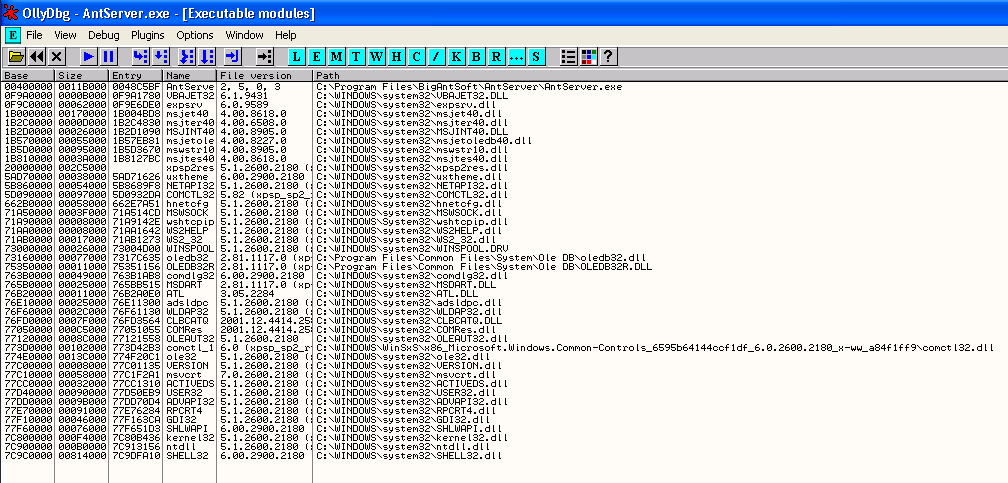 OllyDbg - AntServer.exe - [Executable modules]
E File View Debug Plugins Options Window Help
L E M T W H C / K B R ... S ?
Base Size Entry Name File version Path
00400000 0011B000 0048C5BF AntServe 2, 5, 0, 3 C:\Program Files\BigAntSoft\AntServer\AntServer.exe
0F9A0000 0000B000 0F9A1780 VBAJET32 6.1.9431 C:\WINDOWS\system32\VBAJET32.DLL
0F9C0000 00062000 0F9E6DE0 expsrv 6.0.9589 C:\WINDOWS\system32\expsrv.dll
1B000000 00170000 1B004BD8 msjet40 4.00.8618.0 C:\WINDOWS\system32\msjet40.dll
1B2C0000 0000D000 1B2C4830 msjter40 4.00.6508.0 C:\WINDOWS\system32\msjter40.dll
1B2D0000 00026000 1B2D1090 MSJINT40 4.00.8905.0 C:\WINDOWS\system32\MSJINT40.DLL
1B570000 00055000 1B57EB81 msjetole 4.00.8227.0 C:\WINDOWS\system32\msjetoledb40.dll
1B5D0000 00095000 1B5D3670 mswstr10 4.00.8905.0 C:\WINDOWS\system32\mswstr10.dll
1B810000 0003A000 1B8127BC msjtes40 4.00.8618.0 C:\WINDOWS\system32\msjtes40.dll
20000000 002C5000 xpsp2res 5.1.2600.2180 (: C:\WINDOWS\system32\xpsp2res.dll
5AD70000 00038000 5AD71626 uxtheme 6.00.2900.2180 C:\WINDOWS\system32\uxtheme.dll
5B860000 00054000 5B8689F8 NETAPI32 5.1.2600.2180 (: C:\WINDOWS\system32\NETAPI32.dll
5D090000 00097000 5D0932DA COMCTL32 5.82 (xpsp_sp2_ C:\WINDOWS\system32\COMCTL32.dll
662B0000 00058000 662E7A51 hnetcfg 5.1.2600.2180 (: C:\WINDOWS\system32\hnetcfg.dll
71A50000 0003F000 71A514CD MSWSOCK 5.1.2600.2180 (: C:\WINDOWS\system32\MSWSOCK.dll
71A90000 00008000 71A9142E wshtcpip 5.1.2600.2180 (: C:\WINDOWS\system32\wshtcpip.dll
71AA0000 00008000 71AA1642 WS2HELP 5.1.2600.2180 (: C:\WINDOWS\system32\WS2HELP.dll
71AB0000 00017000 71AB1273 WS2_32 5.1.2600.2180 (: C:\WINDOWS\system32\WS2_32.dll
73000000 00026000 73004D00 WINSPOOL 5.1.2600.2180 (: C:\WINDOWS\system32\WINSPOOL.DRV
73160000 00077000 7317C635 oledb32 2.81.1117.0 (xp: C:\Program Files\Common Files\System\Ole DB\oledb32.dll
75350000 00011000 75351156 OLEDB32R 2.81.1117.0 (xp: C:\Program Files\Common Files\System\Ole DB\OLEDB32R.DLL
763B0000 00049000 763B1AB8 comdlg32 6.00.2900.2180 C:\WINDOWS\system32\comdlg32.dll
765B0000 00025000 765BB515 MSDART 2.81.1117.0 (xp: C:\WINDOWS\system32\MSDART.DLL
76B20000 00011000 76B2A0E0 ATL 3.05.2284 C:\WINDOWS\system32\ATL.DLL
76E10000 00025000 76E11300 adsldpc 5.1.2600.2180 (: C:\WINDOWS\system32\adsldpc.dll
76F60000 0002C000 76F61130 WLDAP32 5.1.2600.2180 (: C:\WINDOWS\system32\WLDAP32.dll
76FD0000 0007F000 76FD3564 CLBCATQ 2001.12.4414.25 C:\WINDOWS\system32\CLBCATQ.DLL
77050000 000C5000 77051055 COMRes 2001.12.4414.25 C:\WINDOWS\system32\COMRes.dll
77120000 0008C000 77121558 OLEAUT32 5.1.2600.2180 C:\WINDOWS\system32\OLEAUT32.dll
773D0000 00102000 773D42B3 comctl_1 6.0 (xpsp_sp2_r C:\WINDOWS\WinSxS\x86_Microsoft.Windows.Common-Controls_6595b64144ccf1df_6.0.2600.2180_x-ww_a84f1ff9\comctl32.dll
774E0000 0013C000 774F20C1 ole32 5.1.2600.2180 (: C:\WINDOWS\system32\ole32.dll
77C00000 00008000 77C01135 VERSION 5.1.2600.2180 (: C:\WINDOWS\system32\VERSION.dll
77C10000 00058000 77C1F2A1 msvcrt 7.0.2600.2180 (: C:\WINDOWS\system32\msvcrt.dll
77CC0000 00032000 77CC1310 ACTIVEDS 5.1.2600.2180 (: C:\WINDOWS\system32\ACTIVEDS.dll
77D40000 00090000 77D50EB9 USER32 5.1.2600.2180 (: C:\WINDOWS\system32\USER32.dll
77DD0000 0009B000 77DD70D4 ADVAPI32 5.1.2600.2180 (: C:\WINDOWS\system32\ADVAPI32.dll
77E70000 00091000 77E76284 RPCRT4 5.1.2600.2180 (: C:\WINDOWS\system32\RPCRT4.dll
77F10000 00046000 77F163CA GDI32 5.1.2600.2180 (: C:\WINDOWS\system32\GDI32.dll
77F60000 00076000 77F651D3 SHLWAPI 6.00.2900.2180 C:\WINDOWS\system32\SHLWAPI.dll
7C800000 000F4000 7C80B436 kernel32 5.1.2600.2180 (: C:\WINDOWS\system32\kernel32.dll
7C900000 000B0000 7C913156 ntdll 5.1.2600.2180 (: C:\WINDOWS\system32\ntdll.dll
7C9C0000 00814000 7C9DFA10 SHELL32 6.00.2900.2180 C:\WINDOWS\system32\SHELL32.dll